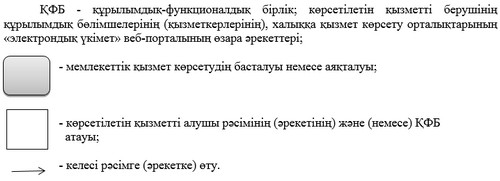 ҚФБ - құрылымдық-функционалдық бірлік; көрсетілетін қызметті берушінің
құрылымдық бөлімшелерінің (қызметкерлерінің), халыққа қызмет көрсету орталықтарының
«электрондық үкімет» веб-порталының өзара әрекеттері;
- мемлекеттік қызмет көрсетудің басталуы немесе аяқталуы;
- көрсетілетін қызметті алушы рәсімінің (әрекетінің) және (немесе) ҚФБ
атауы;
- келесі рәсімге (әрекетке) өту.